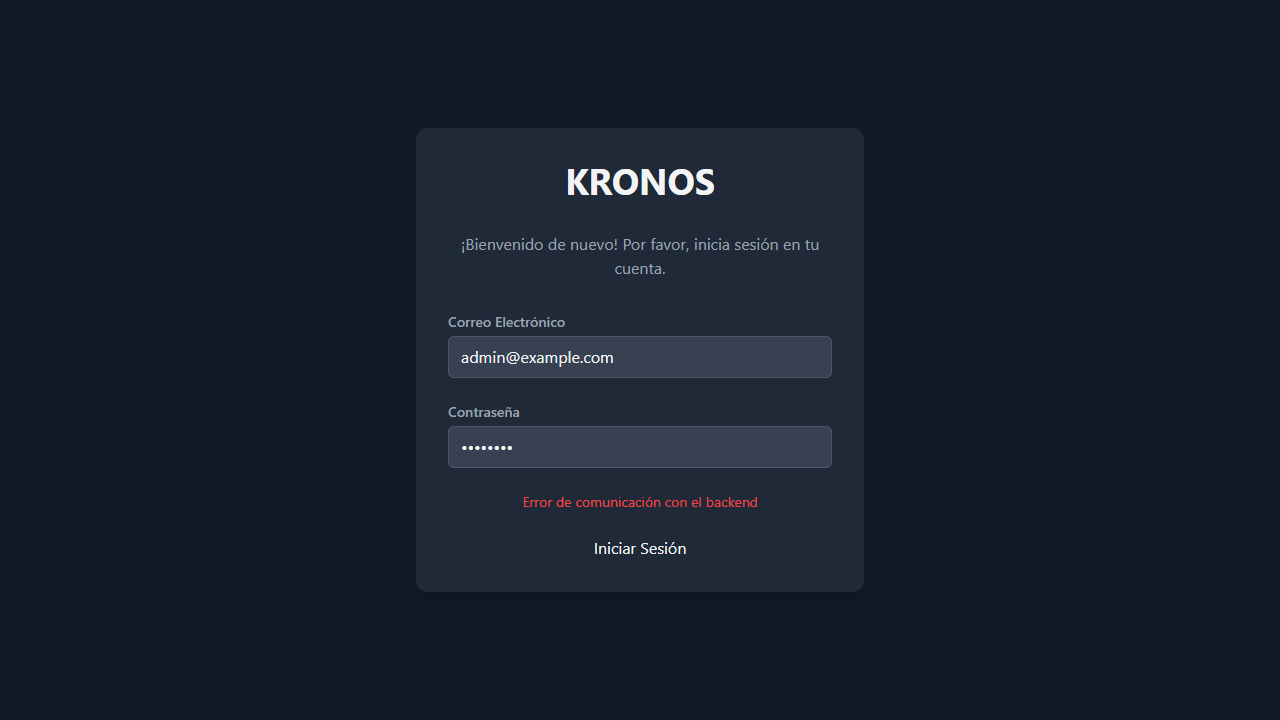 KRONOS
¡Bienvenido de nuevo! Por favor, inicia sesión en tu
cuenta.
Correo Electrónico
admin@example.com
Contraseña
••••••••
Error de comunicación con el backend
Iniciar Sesión